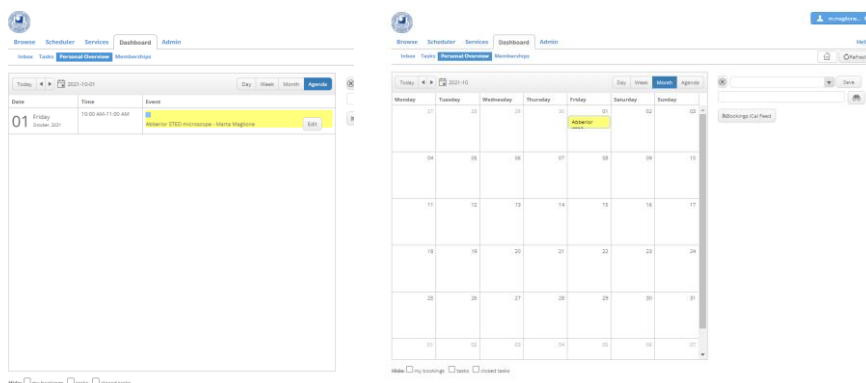 Browse Scheduler Services Dashboard Admin
Inbox Tasks Personal Overview Memberships
Today 2021-10-01 Day Week Month Agenda
Date Time Event
01 Friday October, 2021 10:00 AM-11:00 AM Abberior STED microscope - Marta Maglione Edit
Hide: my bookings tasks closed tasks
Browse Scheduler Services Dashboard Admin
Inbox Tasks Personal Overview Memberships
Today 2021-10 Day Week Month Agenda Save
Monday Tuesday Wednesday Thursday Friday Saturday Sunday
27 28 29 30 01 02 03
Abberior
Bookings iCal Feed
04 05 06 07 08 09 10
11 12 13 14 15 16 17
18 19 20 21 22 23 24
25 26 27 28 29 30 31
01 02 03 04 05 06 07
Hide: my bookings tasks closed tasks